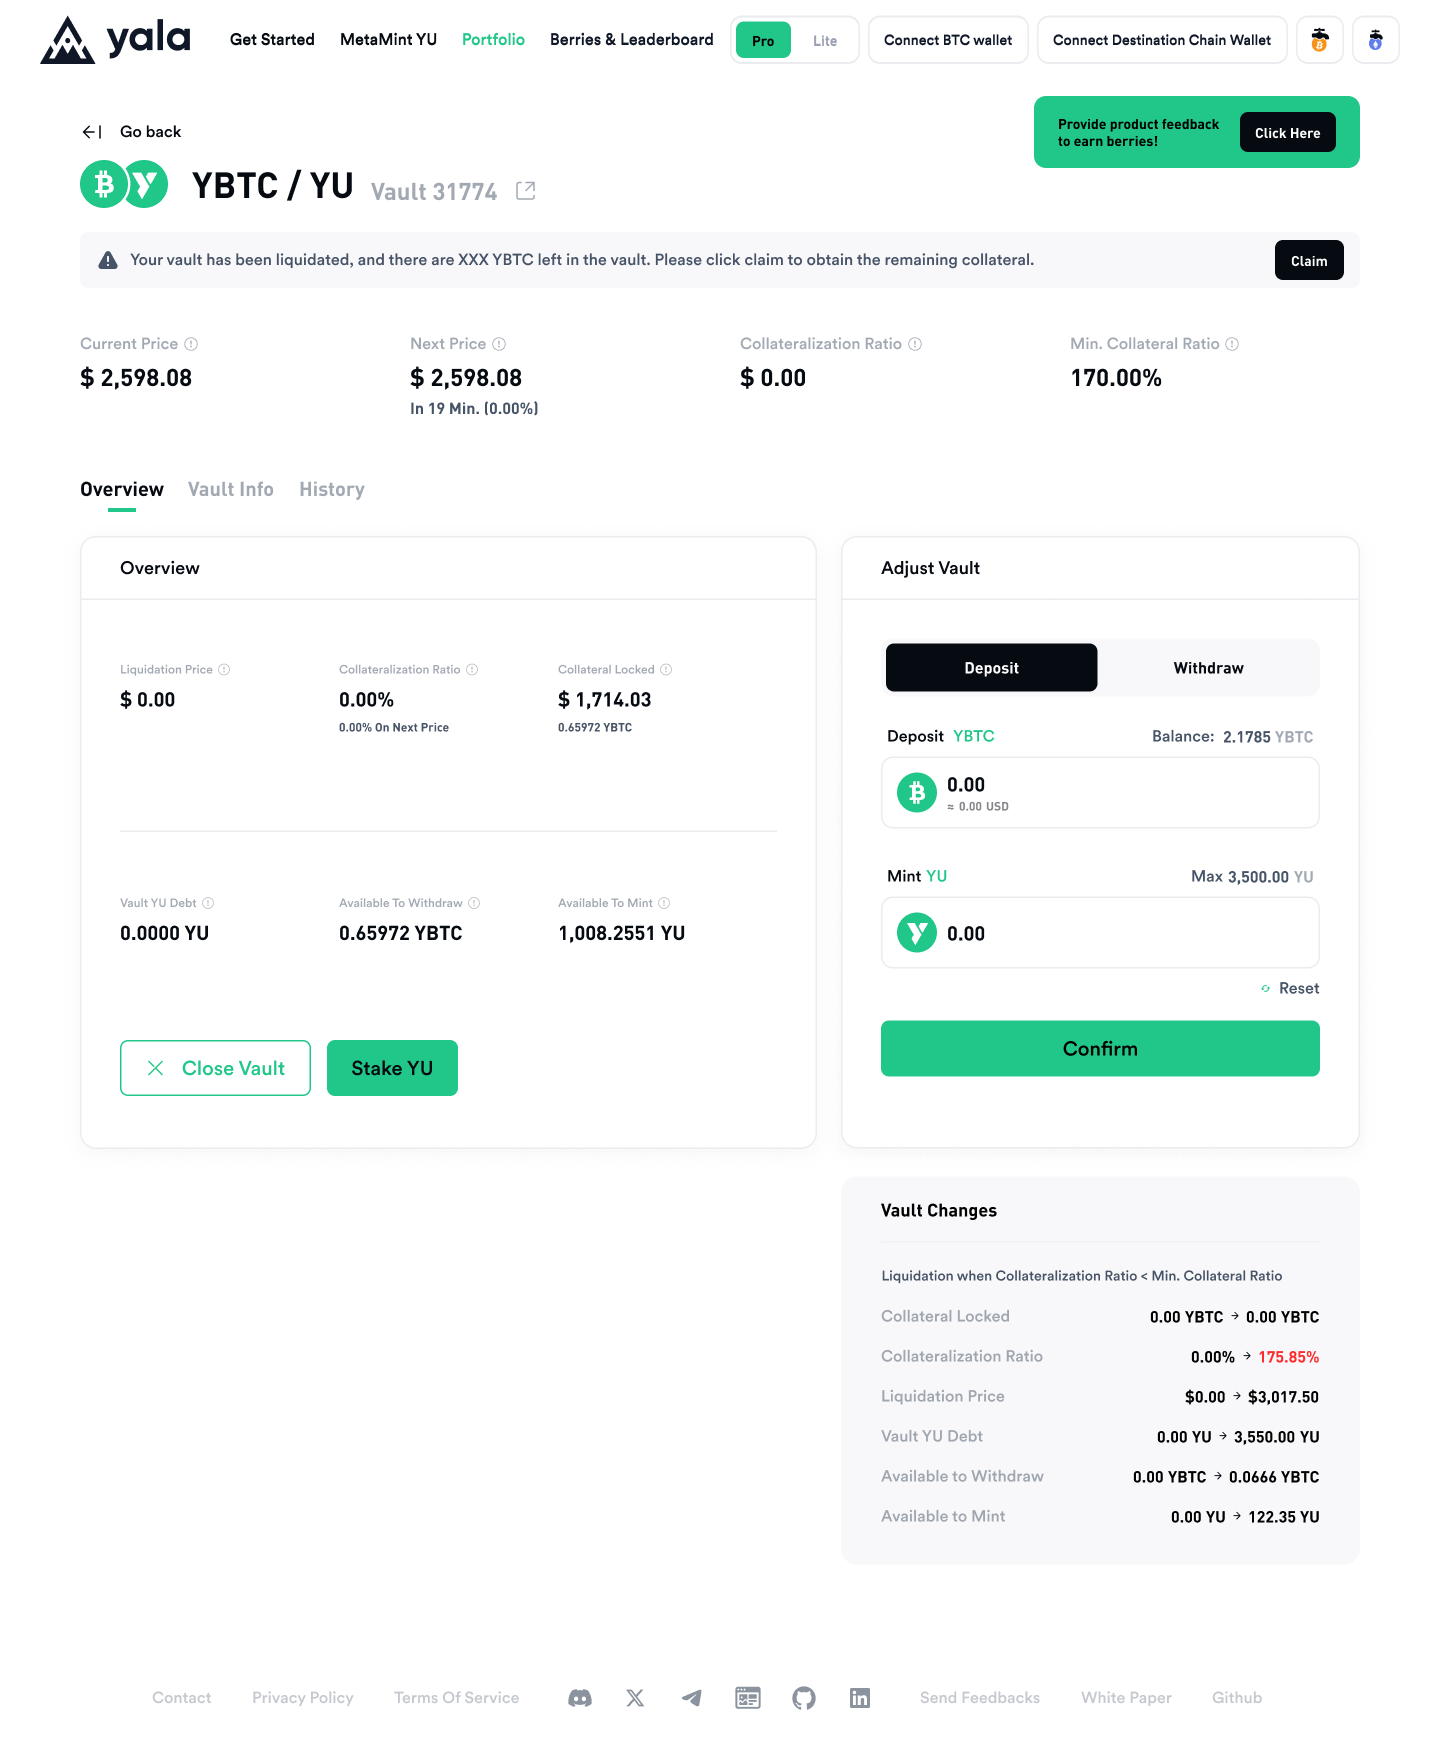 yala
Get Started
MetaMint YU
Portfolio
Berries & Leaderboard
Pro
Lite
Connect BTC wallet
Connect Destination Chain Wallet
Go back
Provide product feedback
to earn berries!
Click Here
YBTC / YU
Vault 31774
Your vault has been liquidated, and there are XXX YBTC left in the vault. Please click claim to obtain the remaining collateral.
Claim
Current Price
$ 2,598.08
Next Price
$ 2,598.08
In 19 Min. (0.00%)
Collateralization Ratio
$ 0.00
Min. Collateral Ratio
170.00%
Overview
Vault Info
History
Overview
Liquidation Price
$ 0.00
Collateralization Ratio
0.00%
0.00% On Next Price
Collateral Locked
$ 1,714.03
0.65972 YBTC
Vault YU Debt
0.0000 YU
Available To Withdraw
0.65972 YBTC
Available To Mint
1,008.2551 YU
Close Vault
Stake YU
Adjust Vault
Deposit
Withdraw
Deposit YBTC
Balance: 2.1785 YBTC
0.00
≈ 0.00 USD
Mint YU
Max 3,500.00 YU
0.00
Reset
Confirm
Vault Changes
Liquidation when Collateralization Ratio < Min. Collateral Ratio
Collateral Locked 0.00 YBTC → 0.00 YBTC
Collateralization Ratio 0.00% → 175.85%
Liquidation Price $0.00 → $3,017.50
Vault YU Debt 0.00 YU → 3,550.00 YU
Available to Withdraw 0.00 YBTC → 0.0666 YBTC
Available to Mint 0.00 YU → 122.35 YU
Contact
Privacy Policy
Terms Of Service
Send Feedbacks
White Paper
Github